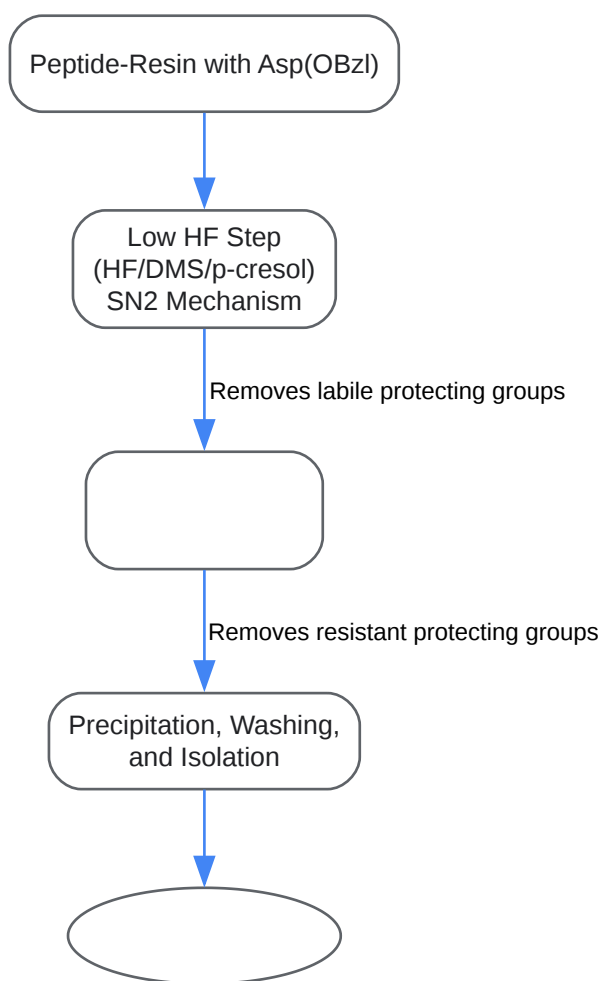 Peptide-Resin with Asp(OBzl)
Low HF Step
(HF/DMS/p-cresol)
SN2 Mechanism
Removes labile protecting groups
Removes resistant protecting groups
Precipitation, Washing,
and Isolation